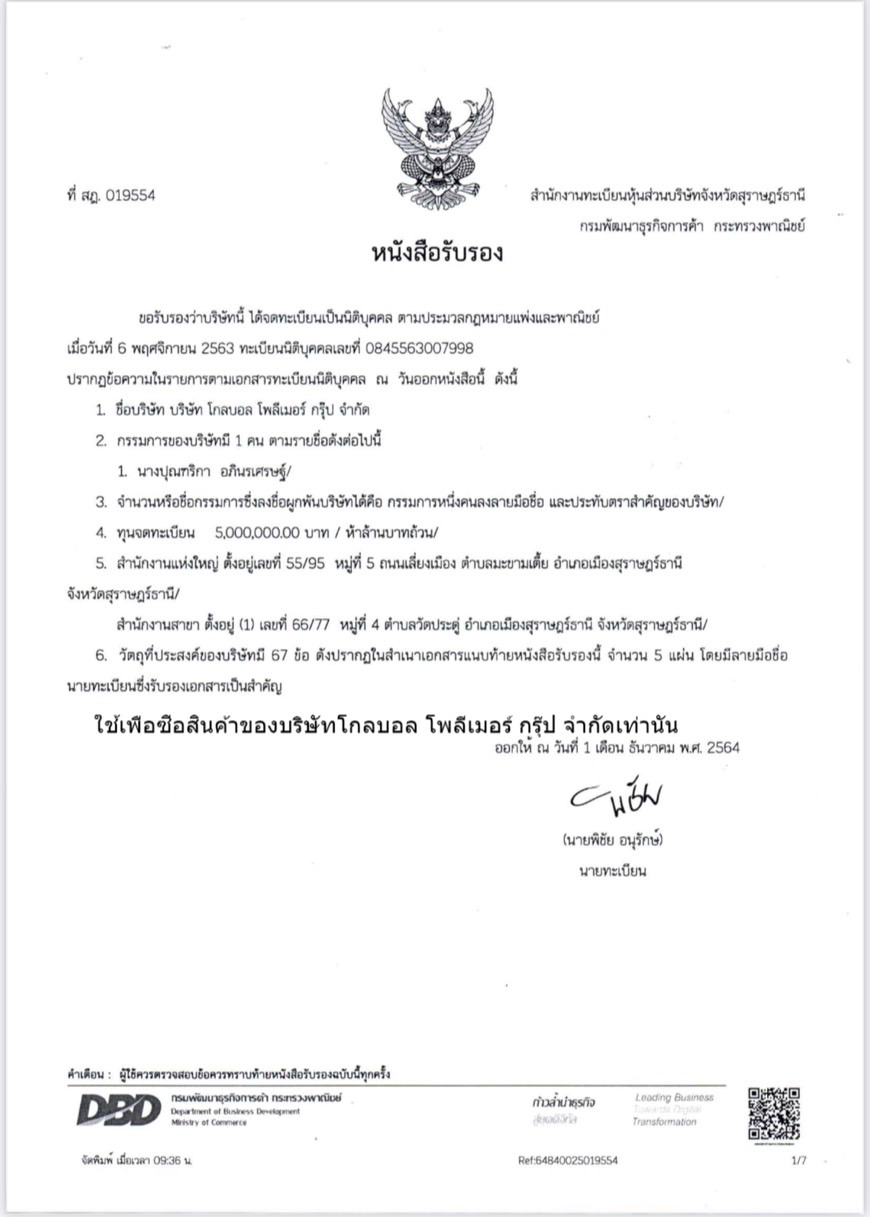 ที่ สฎ. 019554
สำนักงานทะเบียนหุ้นส่วนบริษัทจังหวัดสุราษฎร์ธานี
กรมพัฒนาธุรกิจการค้า กระทรวงพาณิชย์
หนังสือรับรอง
ขอรับรองว่าบริษัทนี้ ได้จดทะเบียนเป็นนิติบุคคล ตามประมวลกฎหมายแพ่งและพาณิชย์
เมื่อวันที่ 6 พฤศจิกายน 2563 ทะเบียนนิติบุคคลเลขที่ 0845563007998
ปรากฏข้อความในรายการตามเอกสารทะเบียนนิติบุคคล ณ วันออกหนังสือนี้ ดังนี้
1. ชื่อบริษัท บริษัท โกลบอล โพลีเมอร์ กรุ๊ป จำกัด
2. กรรมการของบริษัทมี 1 คน ตามรายชื่อดังต่อไปนี้
1. นางปุณฑริกา อภินรเศรษฐ์/
3. จำนวนหรือชื่อกรรมการซึ่งลงชื่อผูกพันบริษัทได้คือ กรรมการหนึ่งคนลงลายมือชื่อ และประทับตราสำคัญของบริษัท/
4. ทุนจดทะเบียน 5,000,000.00 บาท / ห้าล้านบาทถ้วน/
5. สำนักงานแห่งใหญ่ ตั้งอยู่เลขที่ 55/95 หมู่ที่ 5 ถนนเลี่ยงเมือง ตำบลมะขามเตี้ย อำเภอเมืองสุราษฎร์ธานี
จังหวัดสุราษฎร์ธานี/
สำนักงานสาขา ตั้งอยู่ (1) เลขที่ 66/77 หมู่ที่ 4 ตำบลวัดประดู่ อำเภอเมืองสุราษฎร์ธานี จังหวัดสุราษฎร์ธานี/
6. วัตถุที่ประสงค์ของบริษัทมี 67 ข้อ ดังปรากฏในสำเนาเอกสารแนบท้ายหนังสือรับรองนี้ จำนวน 5 แผ่น โดยมีลายมือชื่อ
นายทะเบียนซึ่งรับรองเอกสารเป็นสำคัญ
ใช้เพื่อซื้อสินค้าของบริษัทโกลบอล โพลีเมอร์ กรุ๊ป จำกัดเท่านั้น
ออกให้ ณ วันที่ 1 เดือน ธันวาคม พ.ศ. 2564
(นายพิชัย อนุรักษ์)
นายทะเบียน
คำเตือน : ผู้ใช้ควรตรวจสอบข้อควรทราบท้ายหนังสือรับรองฉบับนี้ทุกครั้ง
DBD
กรมพัฒนาธุรกิจการค้า กระทรวงพาณิชย์
Department of Business Development
Ministry of Commerce
ก้าวล้ำนำธุรกิจ
Leading Business
Towards Digital
Transformation
จัดพิมพ์ เมื่อเวลา 09:36 น.
Ref:64840025019554
1/7